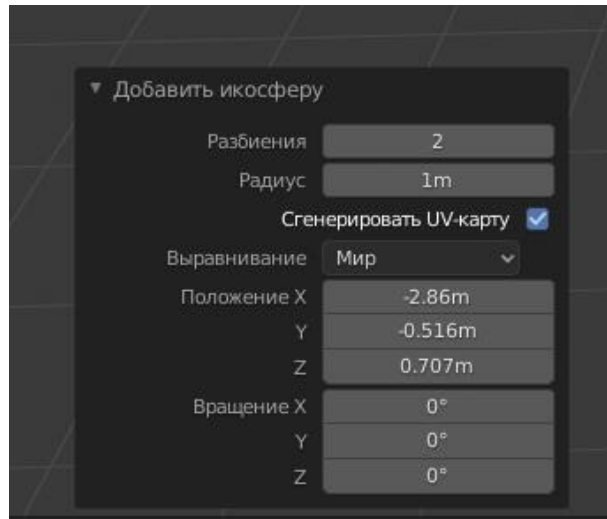 Добавить икосферу
Разбиения 2
Радиус 1m
Сгенерировать UV-карту
Выравнивание Мир
Положение X -2.86m
Y -0.516m
Z 0.707m
Вращение X 0°
Y 0°
Z 0°